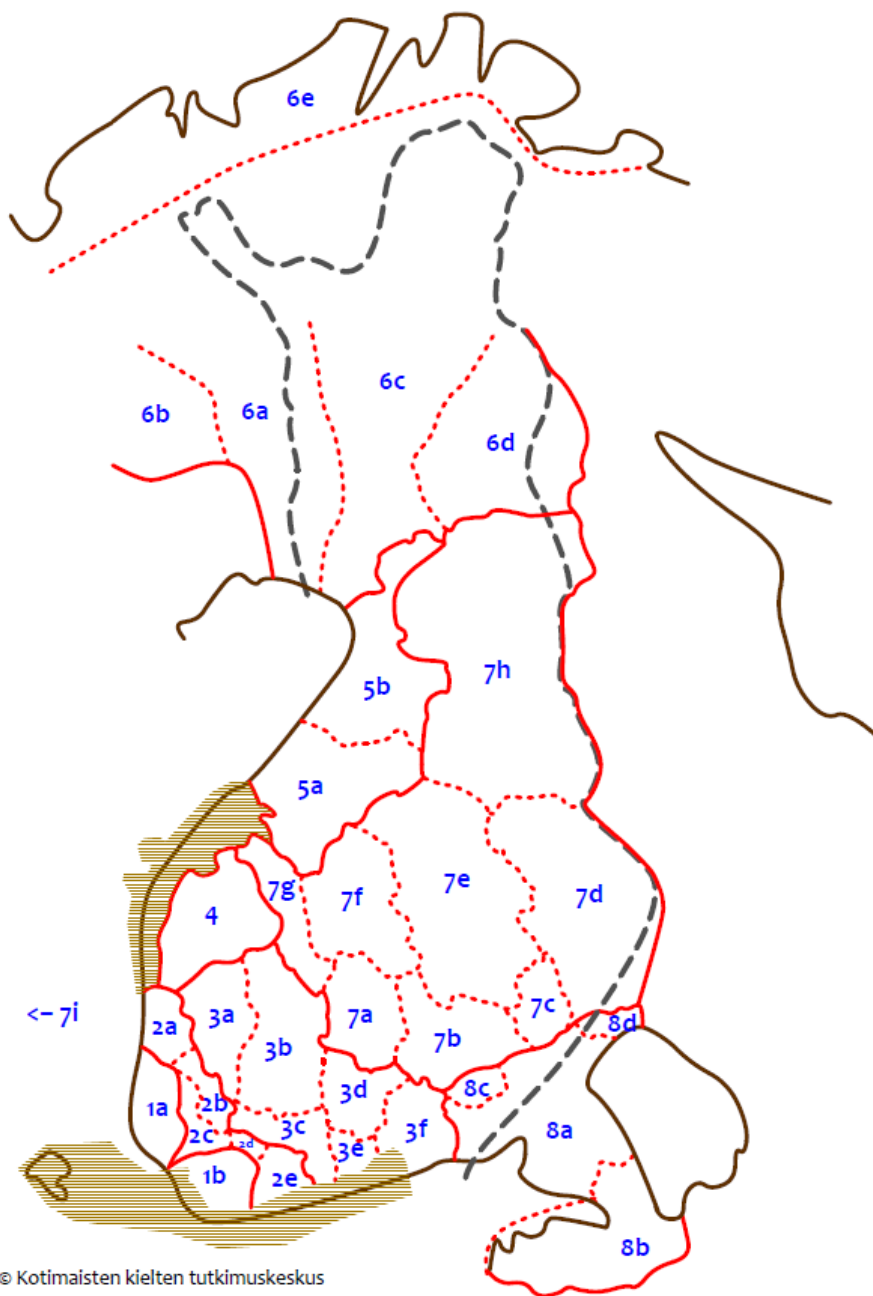 6e
6c
6b
6a
6d
7h
5b
5a
7e
7g
7f
7d
4
7c
<– 7i
3a
7a
2a
8d
7b
3b
3d
8c
1a
2b
3c
3f
8a
2c
2d
3e
1b
2e
8b
© Kotimaisten kielten tutkimuskeskus